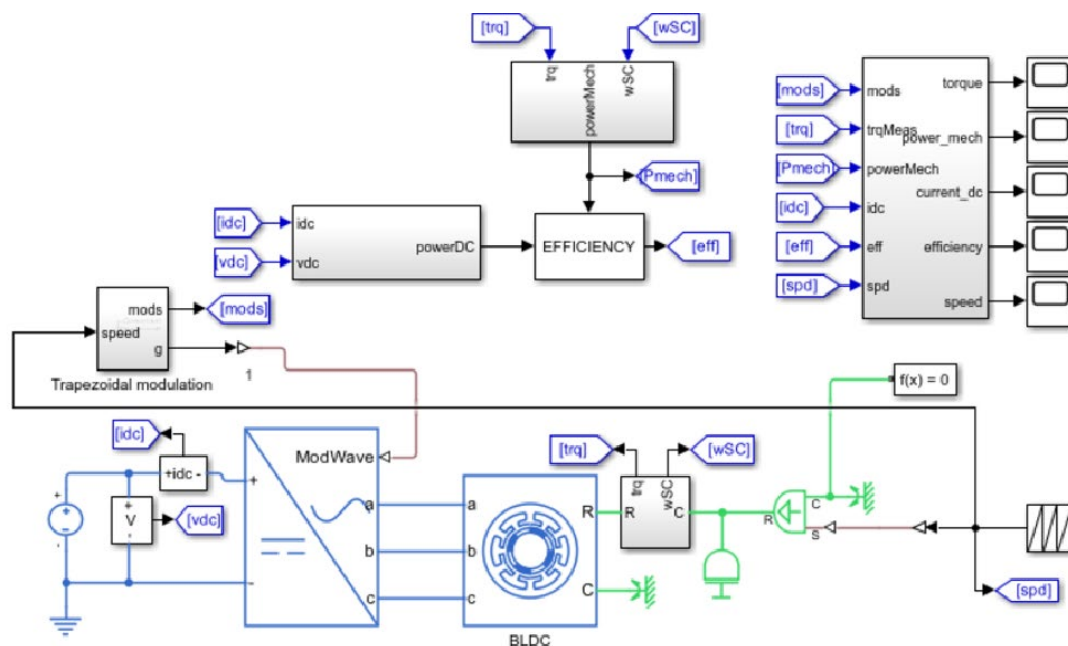 [trq]
[wSC]
trq
wSC
powerMech
[Pmech]
[idc]
[vdc]
idc
vdc
powerDC
EFFICIENCY
[eff]
[mods]
[trq]
[Pmech]
[idc]
[eff]
[spd]
mods
trqMeas
powerMech
idc
eff
spd
torque
power_mech
current_dc
efficiency
speed
mods
speed
g
[mods]
Trapezoidal modulation
f(x) = 0
[idc]
+idc -
+
-
+
V
-
[vdc]
+
-
ModWave
a
b
c
a
b
c
R
C
BLDC
[trq]
[wSC]
trq
wSC
R
C
R
C
S
[spd]